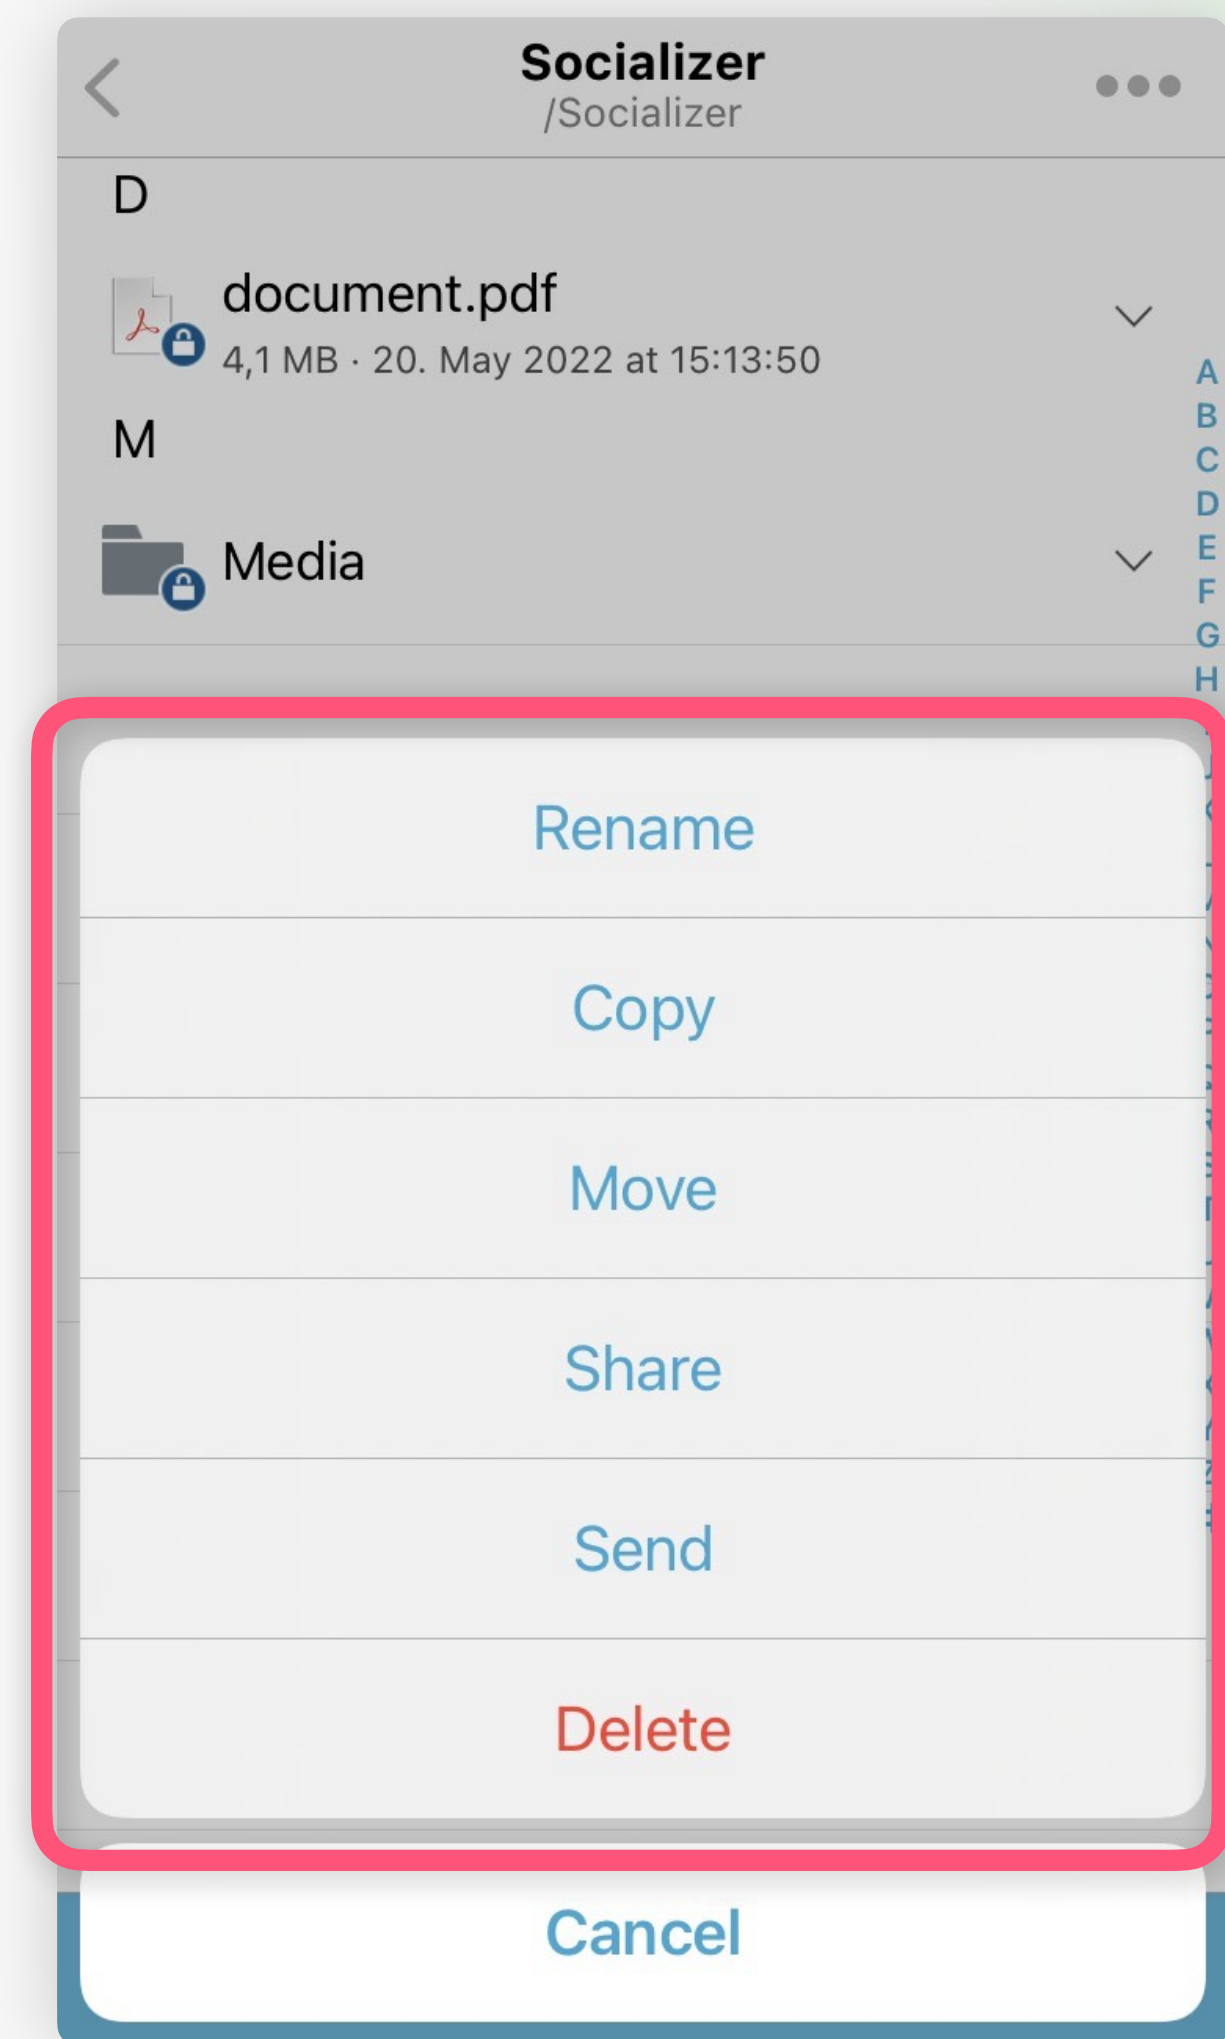 Socializer
/Socializer
D
document.pdf
4,1 MB · 20. May 2022 at 15:13:50
M
Media
A
B
C
D
E
F
G
H
Rename
Copy
Move
Share
Send
Delete
Cancel